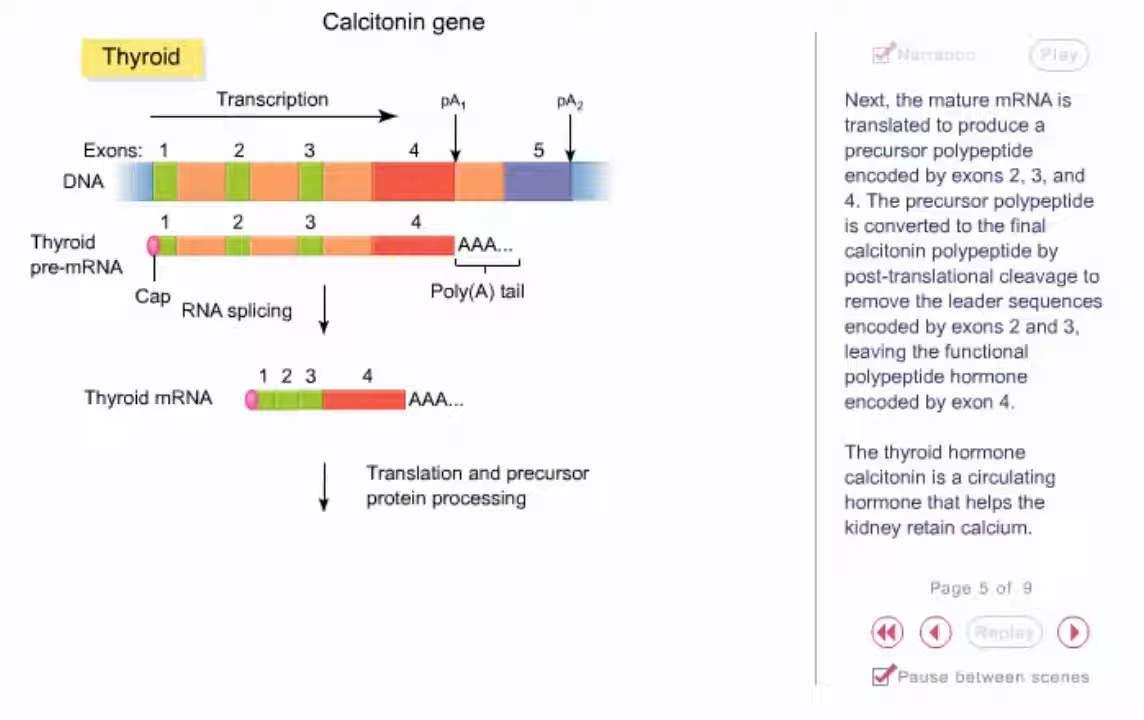 Calcitonin gene
Thyroid
Transcription
pA1
pA2
Exons: 1 2 3 4 5
DNA
1 2 3 4
Thyroid
pre-mRNA
AAA...
Cap
Poly(A) tail
RNA splicing
1 2 3 4
Thyroid mRNA
AAA...
Translation and precursor
protein processing
Narration
Play
Next, the mature mRNA is
translated to produce a
precursor polypeptide
encoded by exons 2, 3, and
4. The precursor polypeptide
is converted to the final
calcitonin polypeptide by
post-translational cleavage to
remove the leader sequences
encoded by exons 2 and 3,
leaving the functional
polypeptide hormone
encoded by exon 4.
The thyroid hormone
calcitonin is a circulating
hormone that helps the
kidney retain calcium.
Page 5 of 9
Replay
Pause between scenes